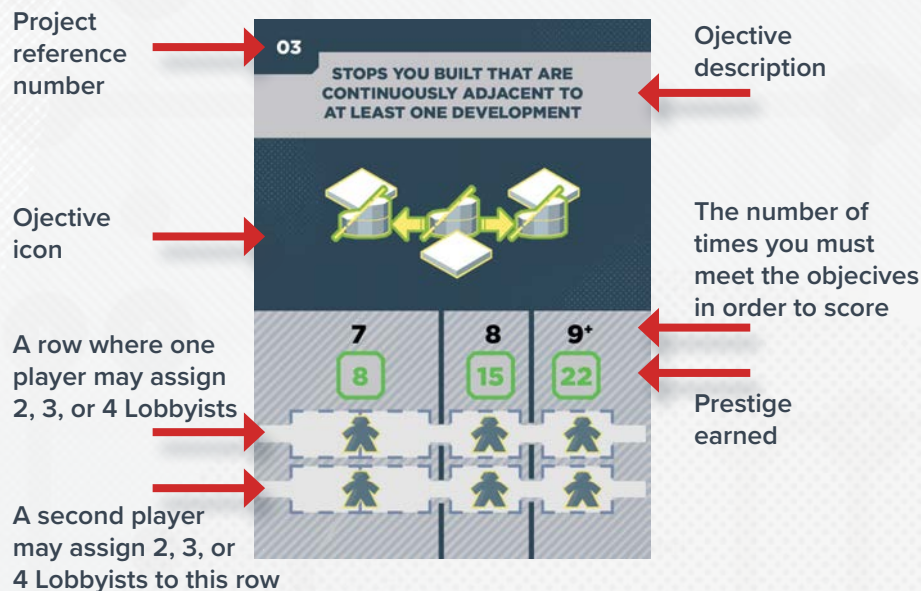 Project
reference
number
Ojective
icon
A row where one
player may assign
2, 3, or 4 Lobbyists
A second player
may assign 2, 3, or
4 Lobbyists to this row
03
STOPS YOU BUILT THAT ARE
CONTINUOUSLY ADJACENT TO
AT LEAST ONE DEVELOPMENT
7 8 9+
8 15 22
Ojective
description
The number of
times you must
meet the objecives
in order to score
Prestige
earned